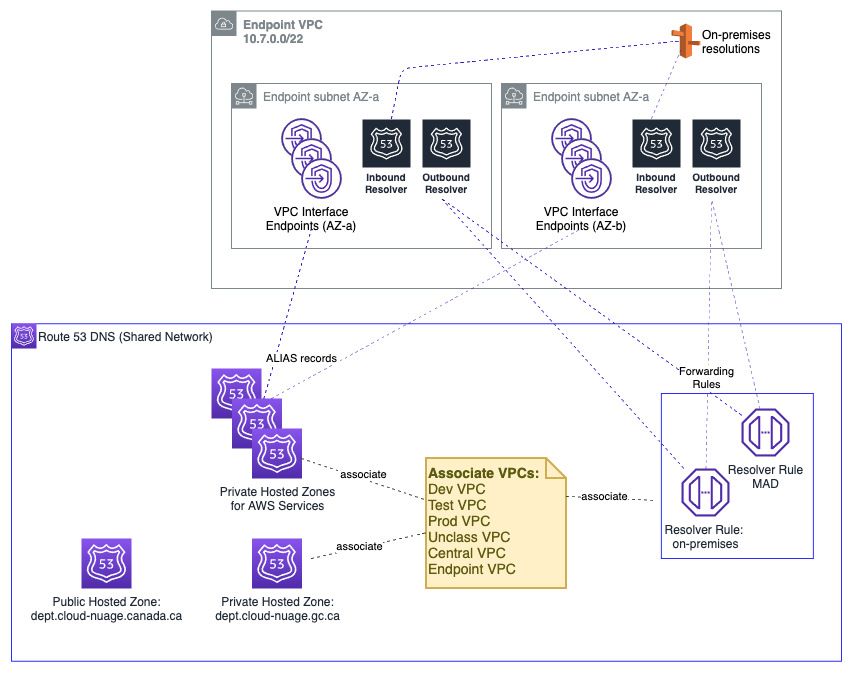 Endpoint VPC
10.7.0.0/22
On-premises
resolutions
Endpoint subnet AZ-a
Endpoint subnet AZ-a
53
53
53
53
Inbound
Resolver
Outbound
Resolver
Inbound
Resolver
Outbound
Resolver
VPC Interface
Endpoints (AZ-a)
VPC Interface
Endpoints (AZ-b)
53
Route 53 DNS (Shared Network)
ALIAS records
Forwarding
Rules
53
53
53
Private Hosted Zones
for AWS Services
associate
Associate VPCs:
Dev VPC
Test VPC
Prod VPC
Unclass VPC
Central VPC
Endpoint VPC
associate
Resolver Rule
MAD
Resolver Rule:
on-premises
associate
53
53
Public Hosted Zone:
dept.cloud-nuage.canada.ca
Private Hosted Zone:
dept.cloud-nuage.gc.ca